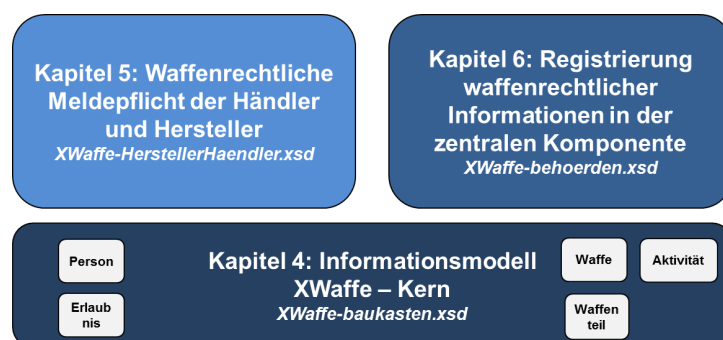 Kapitel 5: Waffenrechtliche
Meldepflicht der Händler
und Hersteller
XWaffe-HerstellerHaendler.xsd
Kapitel 6: Registrierung
waffenrechtlicher
Informationen in der
zentralen Komponente
XWaffe-behoerden.xsd
Person
Erlaub
nis
Kapitel 4: Informationsmodell
XWaffe – Kern
XWaffe-baukasten.xsd
Waffe
Aktivität
Waffen
teil